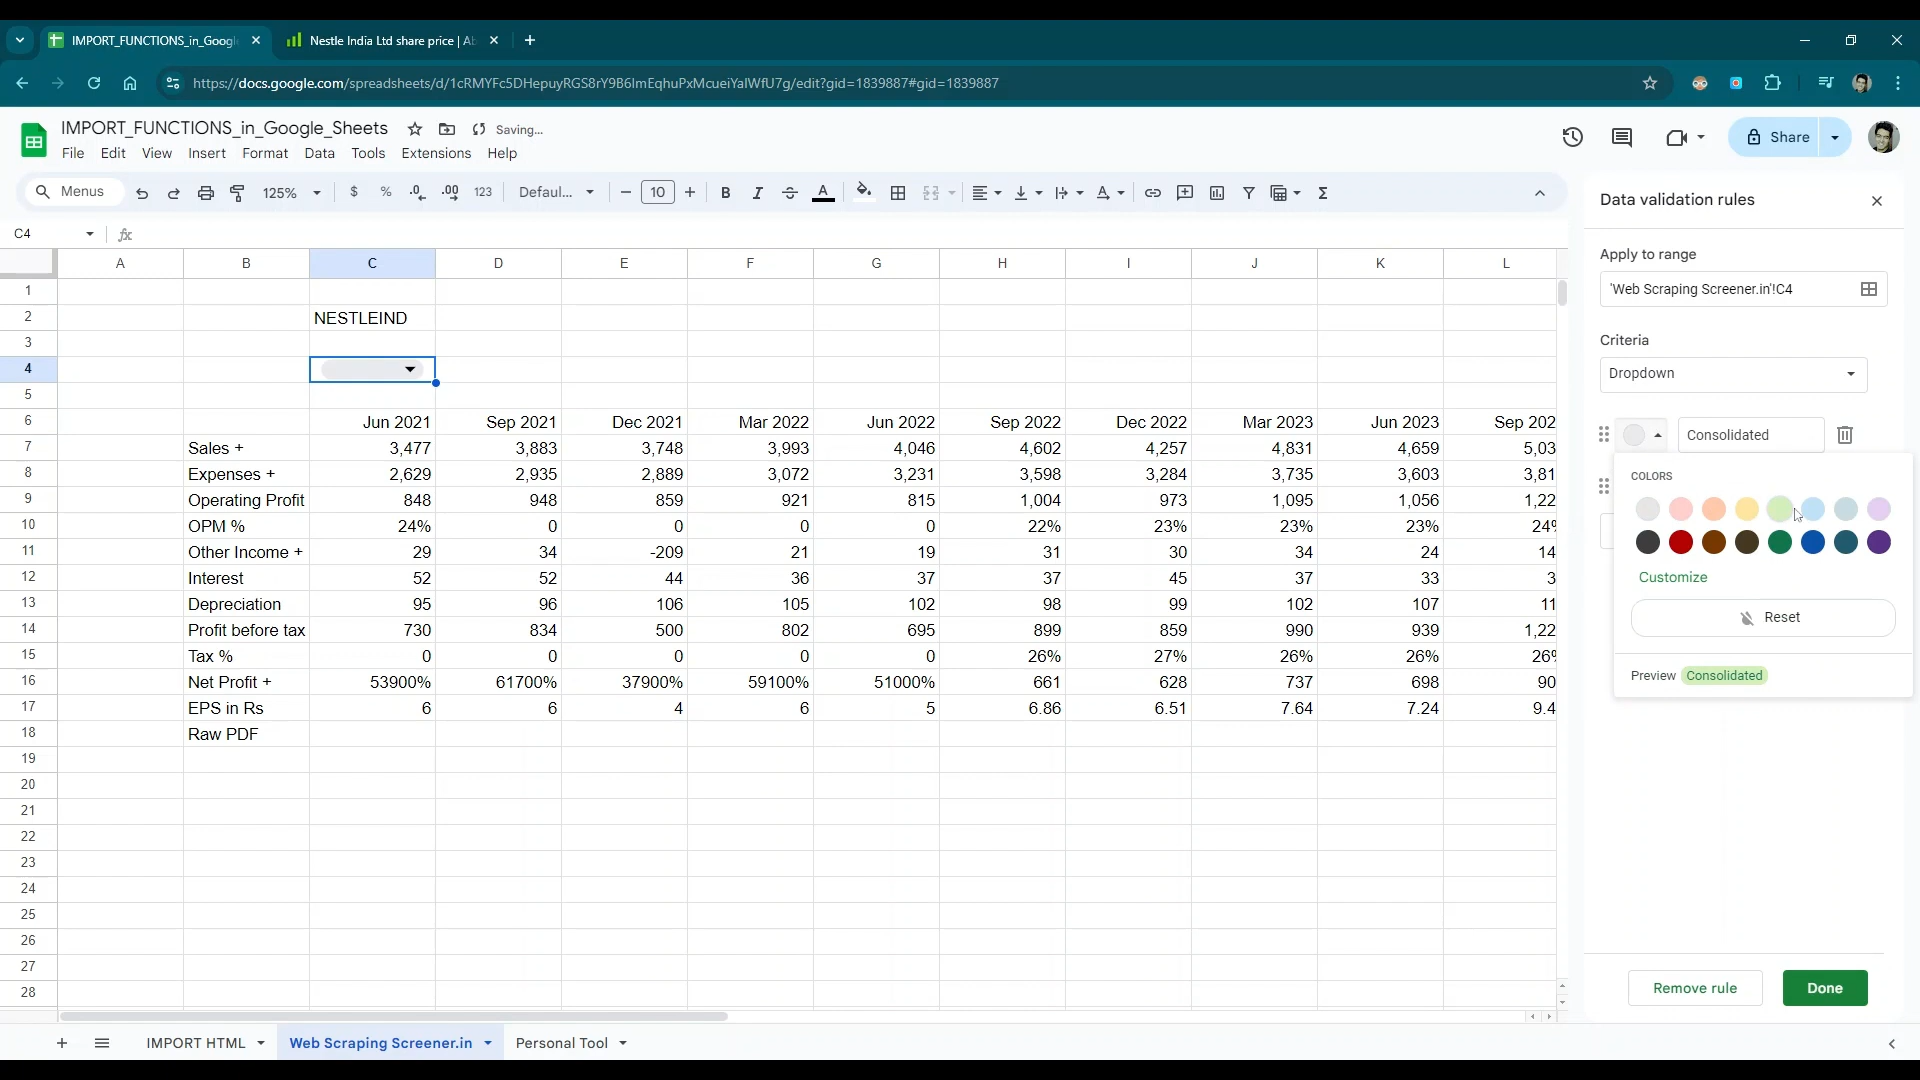 IMPORT_FUNCTIONS_in_Googl
Nestle India Ltd share price | Ab
https://docs.google.com/spreadsheets/d/1cRMYFc5DHepuyRGS8rY9B6ImEqhuPxMcueiYaIWfU7g/edit?gid=1839887#gid=1839887
IMPORT_FUNCTIONS_in_Google_Sheets Saving...
File Edit View Insert Format Data Tools Extensions Help
Share
Menus 125% $ % .0 .00 123 Defaul... 10 B I A
C4 fx
A B C D E F G H I J K L
1
2 NESTLEIND
3
4
5
6 Jun 2021 Sep 2021 Dec 2021 Mar 2022 Jun 2022 Sep 2022 Dec 2022 Mar 2023 Jun 2023 Sep 202
7 Sales + 3,477 3,883 3,748 3,993 4,046 4,602 4,257 4,831 4,659 5,03
8 Expenses + 2,629 2,935 2,889 3,072 3,231 3,598 3,284 3,735 3,603 3,81
9 Operating Profit 848 948 859 921 815 1,004 973 1,095 1,056 1,22
10 OPM % 24% 0 0 0 0 22% 23% 23% 23% 24%
11 Other Income + 29 34 -209 21 19 31 30 34 24 14
12 Interest 52 52 44 36 37 37 45 37 33 3
13 Depreciation 95 96 106 105 102 98 99 102 107 11
14 Profit before tax 730 834 500 802 695 899 859 990 939 1,22
15 Tax % 0 0 0 0 0 26% 27% 26% 26% 26%
16 Net Profit + 53900% 61700% 37900% 59100% 51000% 661 628 737 698 90
17 EPS in Rs 6 6 4 6 5 6.86 6.51 7.64 7.24 9.4
18 Raw PDF
19
20
21
22
23
24
25
26
27
28
IMPORT HTML Web Scraping Screener.in Personal Tool
Data validation rules
Apply to range
'Web Scraping Screener.in'!C4
Criteria
Dropdown
Consolidated
COLORS
Customize
Reset
Preview Consolidated
Remove rule Done